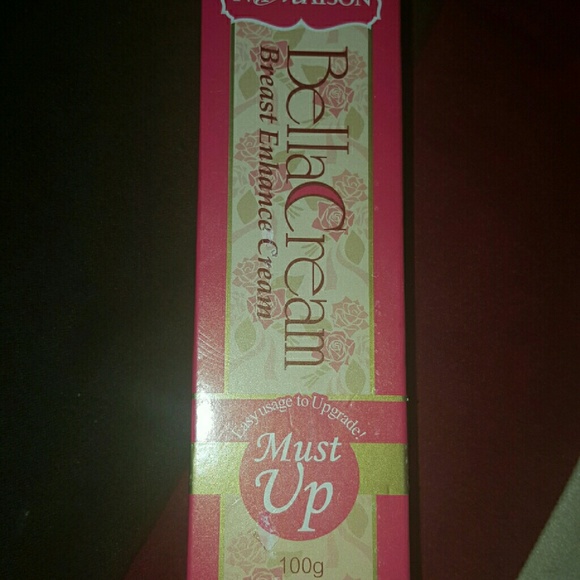 BellaCream
Breast Enhance Cream
Easy usage to Upgrade!
Must
Up
100g